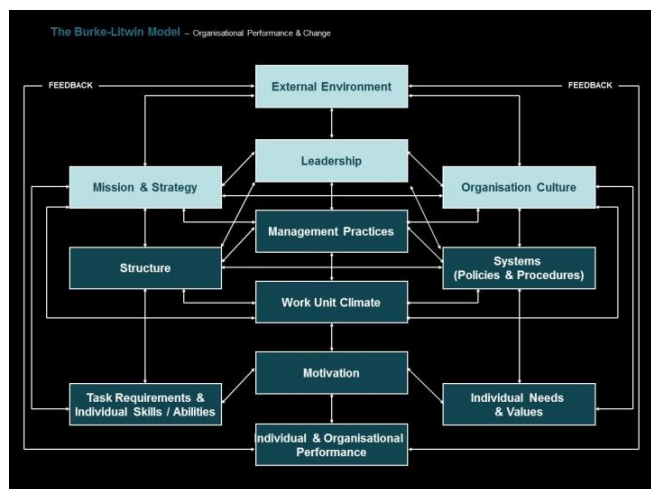 The Burke-Litwin Model – Organisational Performance & Change
FEEDBACK
FEEDBACK
External Environment
Leadership
Mission & Strategy
Organisation Culture
Management Practices
Structure
Systems
(Policies & Procedures)
Work Unit Climate
Motivation
Task Requirements &
Individual Skills / Abilities
Individual Needs
& Values
Individual & Organisational
Performance